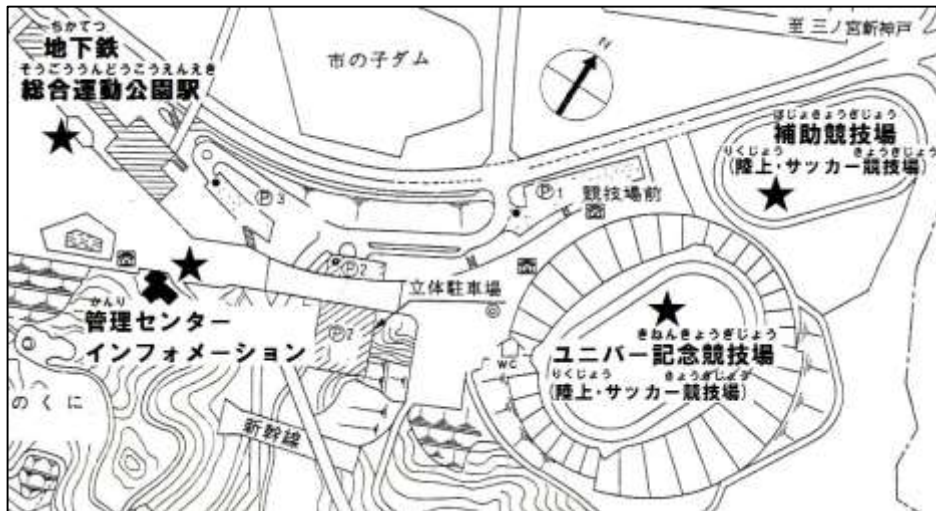 至 三ノ宮新神戸
ちかてつ
地下鉄
そうごううんどうこうえんえき
総合運動公園駅
市の子ダム
N
ほじょきょうぎじょう
補助競技場
りくじょう きょうぎじょう
(陸上・サッカー競技場)
P3
P1
競技場前
P2
立体駐車場
かんり
管理センター
インフォメーション
P2
WC
きねんきょうぎじょう
ユニバー記念競技場
りくじょう きょうぎじょう
(陸上・サッカー競技場)
のくに
新幹線